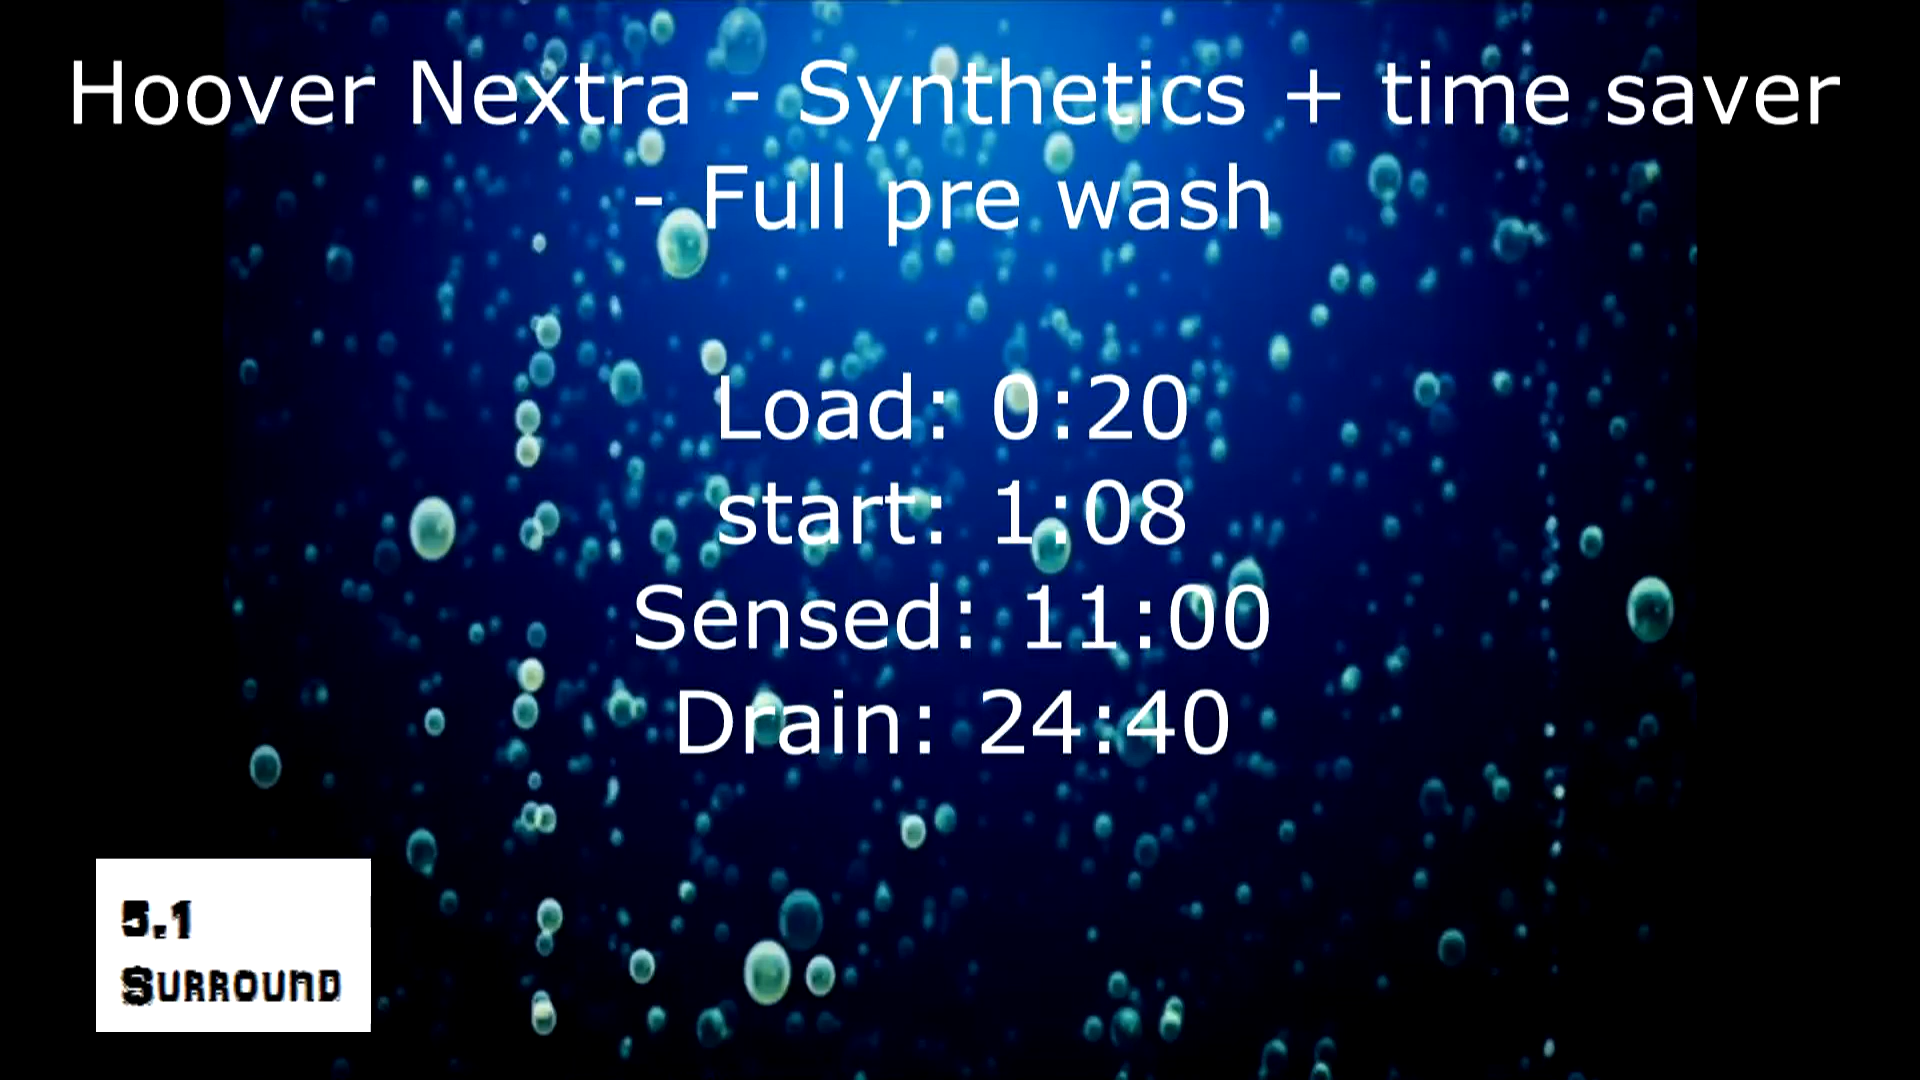 Hoover Nextra - Synthetics + time saver
- Full pre wash
Load: 0:20
start: 1:08
Sensed: 11:00
Drain: 24:40
5.1
Surround